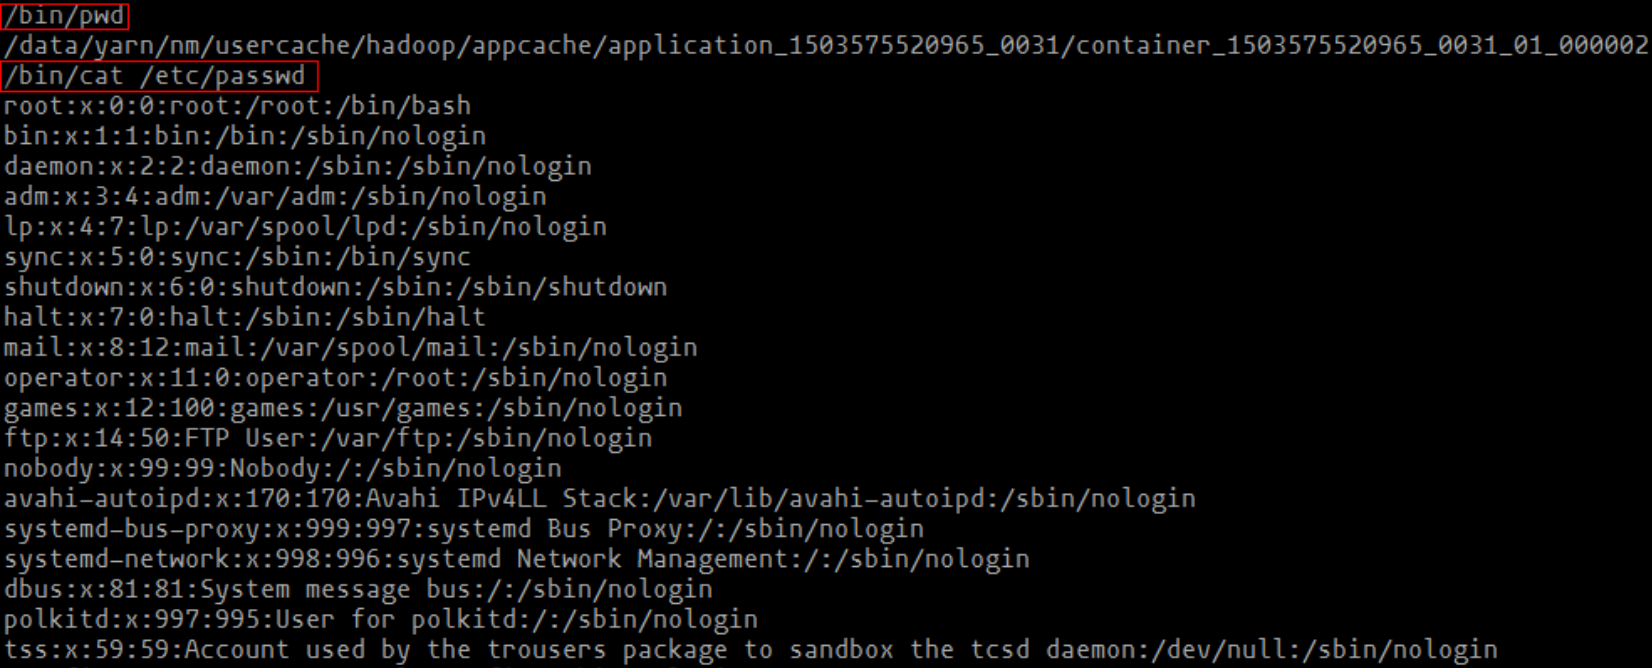 /bin/pwd
/data/yarn/nm/usercache/hadoop/appcache/application_1503575520965_0031/container_1503575520965_0031_01_000002
/bin/cat /etc/passwd
root:x:0:0:root:/root:/bin/bash
bin:x:1:1:bin:/bin:/sbin/nologin
daemon:x:2:2:daemon:/sbin:/sbin/nologin
adm:x:3:4:adm:/var/adm:/sbin/nologin
lp:x:4:7:lp:/var/spool/lpd:/sbin/nologin
sync:x:5:0:sync:/sbin:/bin/sync
shutdown:x:6:0:shutdown:/sbin:/sbin/shutdown
halt:x:7:0:halt:/sbin:/sbin/halt
mail:x:8:12:mail:/var/spool/mail:/sbin/nologin
operator:x:11:0:operator:/root:/sbin/nologin
games:x:12:100:games:/usr/games:/sbin/nologin
ftp:x:14:50:FTP User:/var/ftp:/sbin/nologin
nobody:x:99:99:Nobody:/:/sbin/nologin
avahi-autoipd:x:170:170:Avahi IPv4LL Stack:/var/lib/avahi-autoipd:/sbin/nologin
systemd-bus-proxy:x:999:997:systemd Bus Proxy:/:/sbin/nologin
systemd-network:x:998:996:systemd Network Management:/:/sbin/nologin
dbus:x:81:81:System message bus:/:/sbin/nologin
polkitd:x:997:995:User for polkitd:/:/sbin/nologin
tss:x:59:59:Account used by the trousers package to sandbox the tcsd daemon:/dev/null:/sbin/nologin